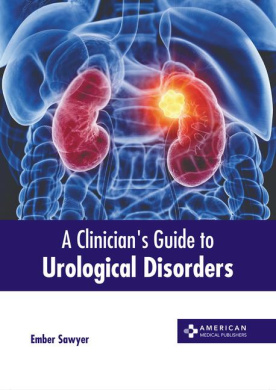 A Clinician's Guide to
Urological Disorders
Ember Sawyer
AMERICAN
MEDICAL PUBLISHERS